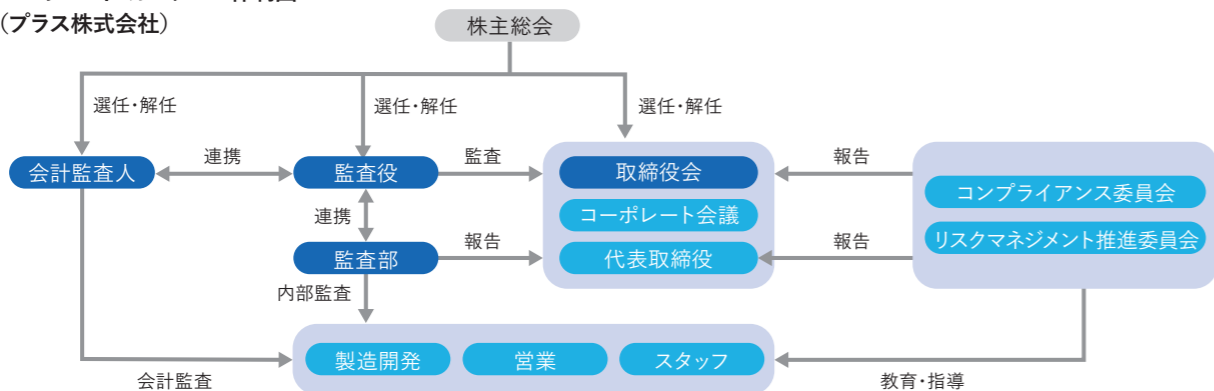 (プラス株式会社)
株主総会
選任・解任
選任・解任
選任・解任
会計監査人
連携
監査役
監査
取締役会
報告
コンプライアンス委員会
コーポレート会議
連携
リスクマネジメント推進委員会
監査部
報告
代表取締役
報告
内部監査
製造開発
営業
スタッフ
会計監査
教育・指導